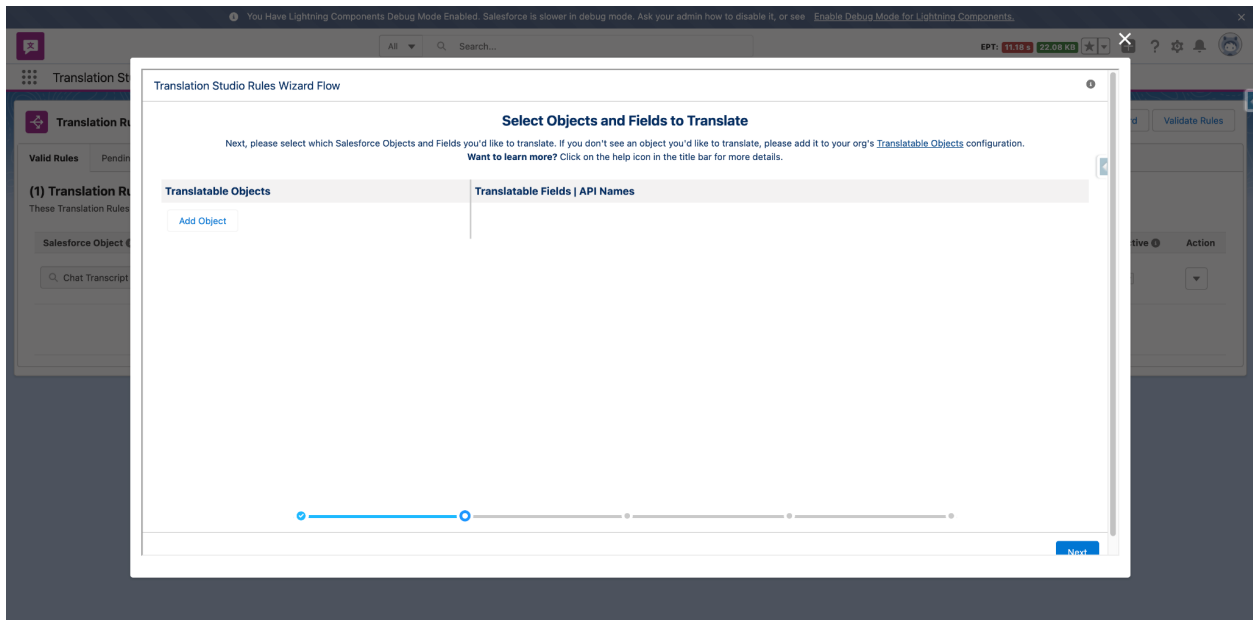 You Have Lightning Components Debug Mode Enabled. Salesforce is slower in debug mode. Ask your admin how to disable it, or see Enable Debug Mode for Lightning Components.
All Search... EPT: 11.18 s 22.08 KB
Translation St
Translation Studio Rules Wizard Flow
Translation Ru
Validate Rules
Select Objects and Fields to Translate
Next, please select which Salesforce Objects and Fields you'd like to translate. If you don't see an object you'd like to translate, please add it to your org's Translatable Objects configuration.
Want to learn more? Click on the help icon in the title bar for more details.
Valid Rules Pendin
(1) Translation Ru
These Translation Rules
Translatable Objects Translatable Fields | API Names
Add Object
Salesforce Object
tive Action
Chat Transcript
Next